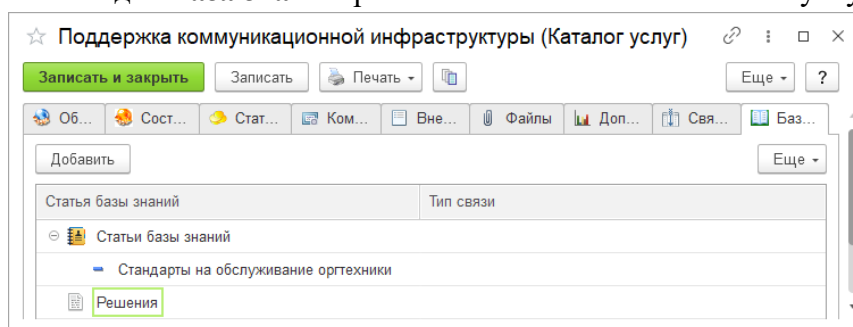 Поддержка коммуникационной инфраструктуры (Каталог услуг)
Записать и закрыть Записать Печать Еще ?
Об... Сост... Стат... Ком... Вне... Файлы Доп... Свя... Баз...
Добавить Еще
Статья базы знаний Тип связи
Статьи базы знаний
Стандарты на обслуживание оргтехники
Решения